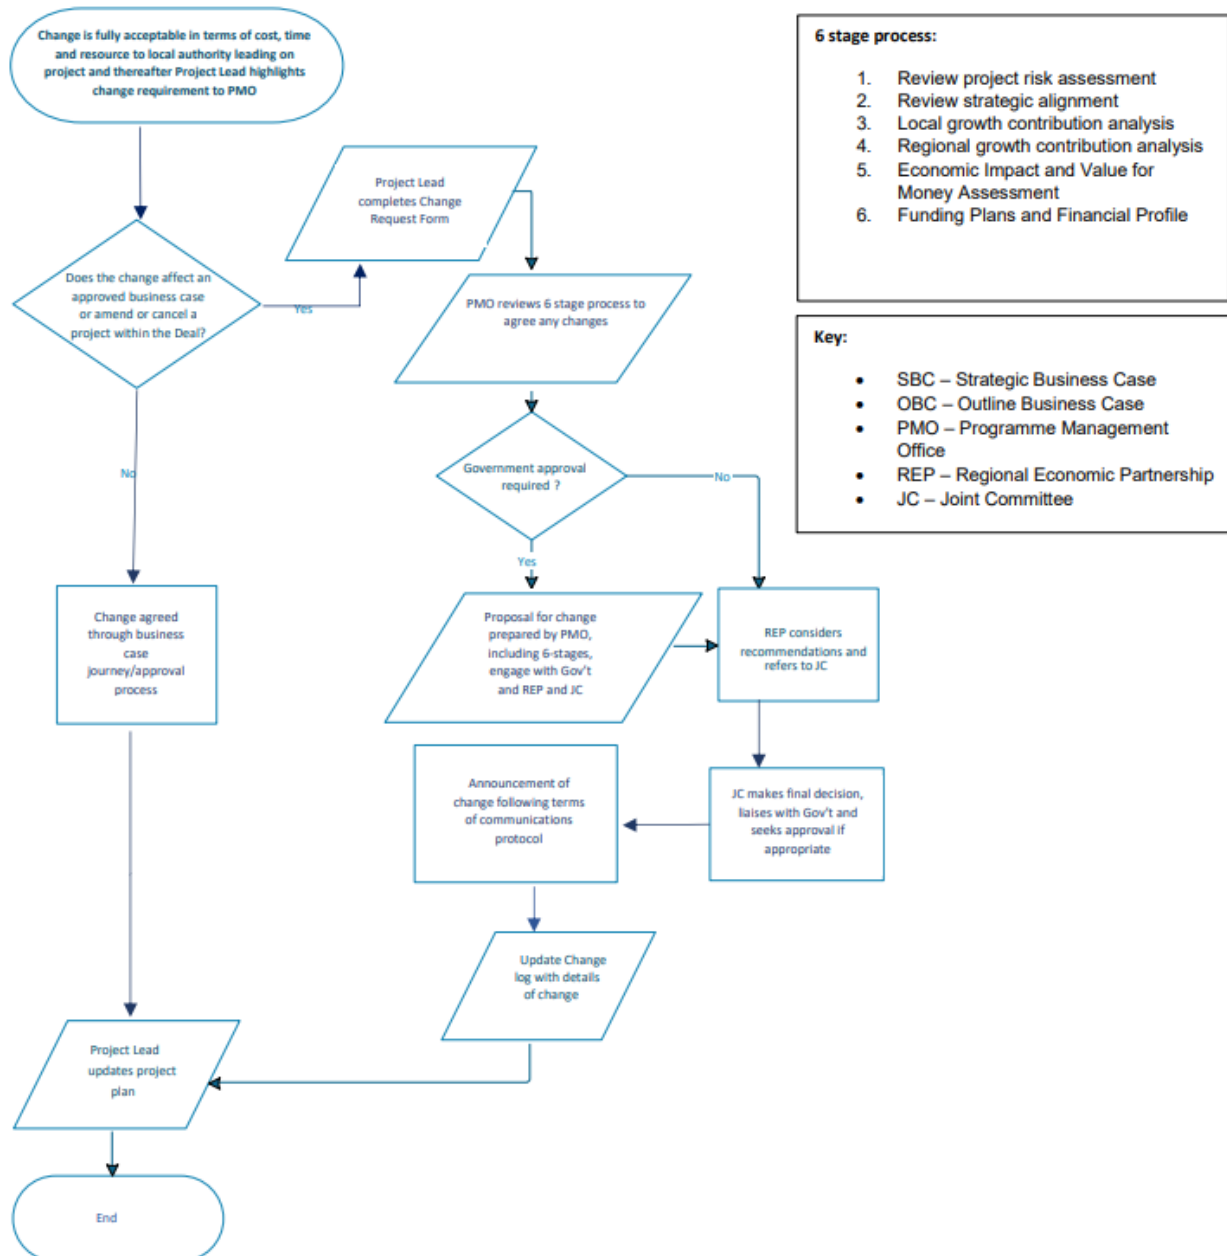 Change is fully acceptable in terms of cost, time
and resource to local authority leading on
project and thereafter Project Lead highlights
change requirement to PMO
Does the change affect an
approved business case
or amend or cancel a
project within the Deal?
Yes
No
Project Lead
completes Change
Request Form
PMO reviews 6 stage process to
agree any changes
Government approval
required ?
No
Yes
Change agreed
through business
case
journey/approval
process
Proposal for change
prepared by PMO,
including 6-stages,
engage with Gov't
and REP and JC
REP considers
recommendations and
refers to JC
JC makes final decision,
liaises with Gov't and
seeks approval if
appropriate
Announcement of
change following terms
of communications
protocol
Update Change
log with details
of change
Project Lead
updates project
plan
End
6 stage process:
1. Review project risk assessment
2. Review strategic alignment
3. Local growth contribution analysis
4. Regional growth contribution analysis
5. Economic Impact and Value for
Money Assessment
6. Funding Plans and Financial Profile
Key:
• SBC – Strategic Business Case
• OBC – Outline Business Case
• PMO – Programme Management
Office
• REP – Regional Economic Partnership
• JC – Joint Committee